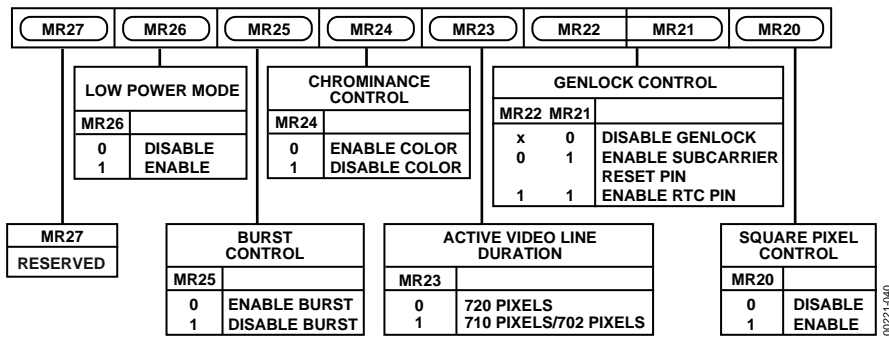 MR27 MR26 MR25 MR24 MR23 MR22 MR21 MR20
LOW POWER MODE
MR26
0 DISABLE
1 ENABLE
CHROMINANCE
CONTROL
MR24
0 ENABLE COLOR
1 DISABLE COLOR
GENLOCK CONTROL
MR22 MR21
x 0 DISABLE GENLOCK
0 1 ENABLE SUBCARRIER
RESET PIN
1 1 ENABLE RTC PIN
MR27
RESERVED
BURST
CONTROL
MR25
0 ENABLE BURST
1 DISABLE BURST
ACTIVE VIDEO LINE
DURATION
MR23
0 720 PIXELS
1 710 PIXELS/702 PIXELS
SQUARE PIXEL
CONTROL
MR20
0 DISABLE
1 ENABLE
00221-040